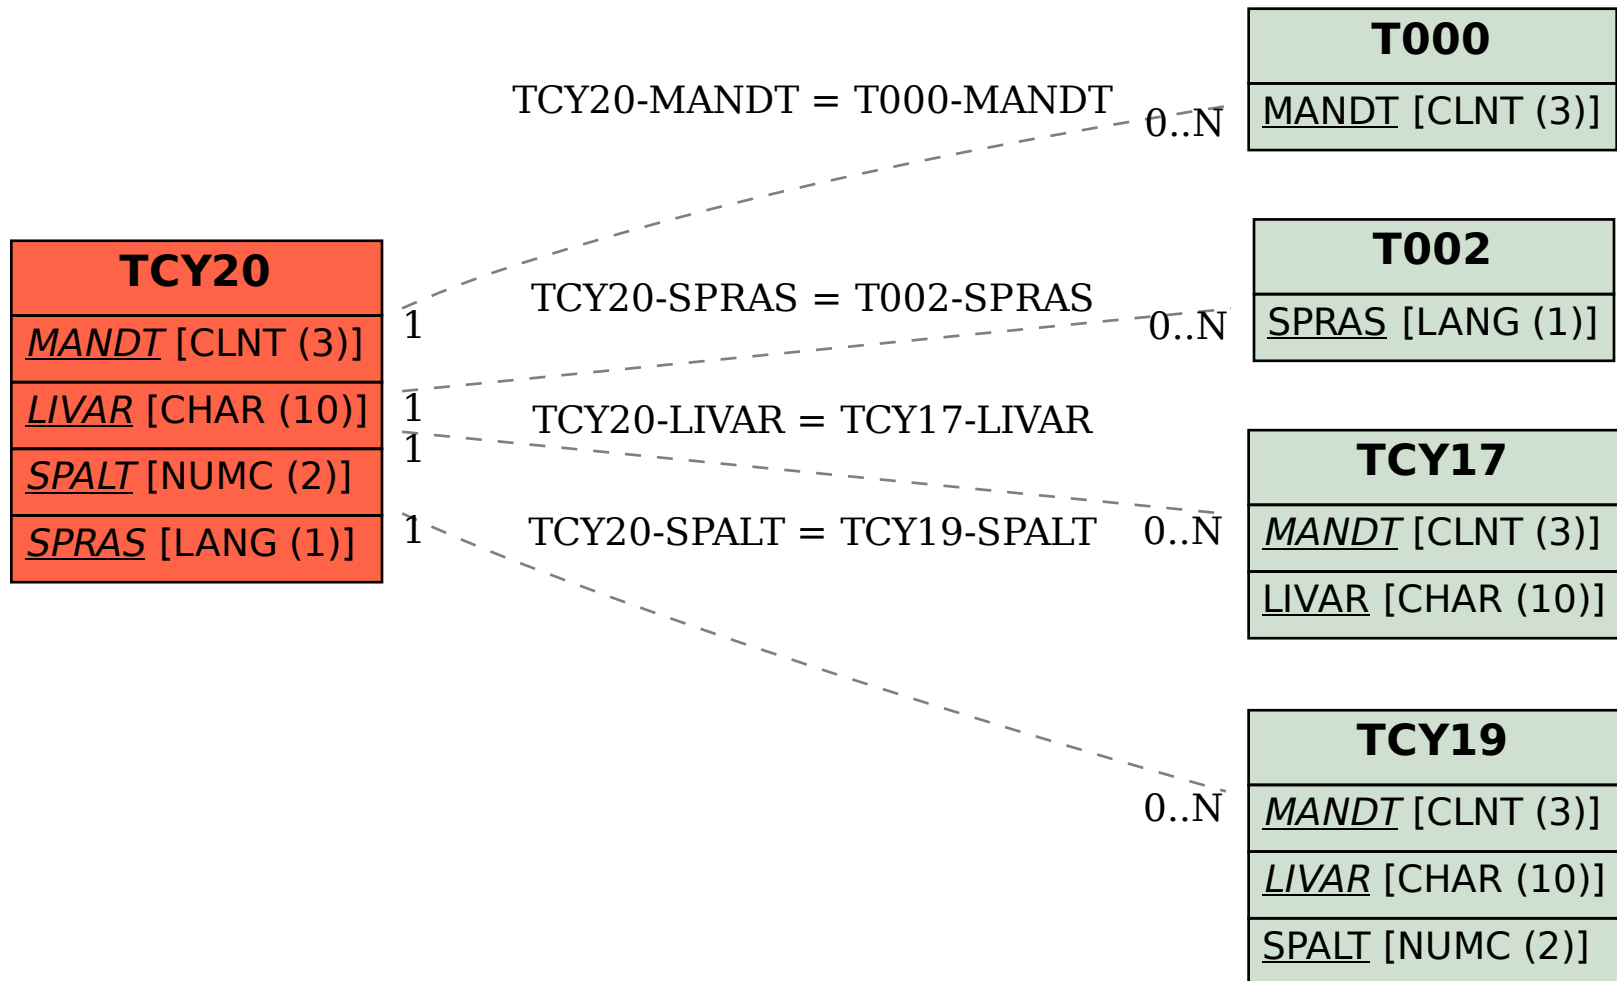 TCY20
MANDT [CLNT (3)]
LIVAR [CHAR (10)]
SPALT [NUMC (2)]
SPRAS [LANG (1)]
TCY20-MANDT = T000-MANDT
1
0..N
TCY20-SPRAS = T002-SPRAS
1
0..N
TCY20-LIVAR = TCY17-LIVAR
1
0..N
TCY20-SPALT = TCY19-SPALT
1
0..N
T000
MANDT [CLNT (3)]
T002
SPRAS [LANG (1)]
TCY17
MANDT [CLNT (3)]
LIVAR [CHAR (10)]
TCY19
MANDT [CLNT (3)]
LIVAR [CHAR (10)]
SPALT [NUMC (2)]